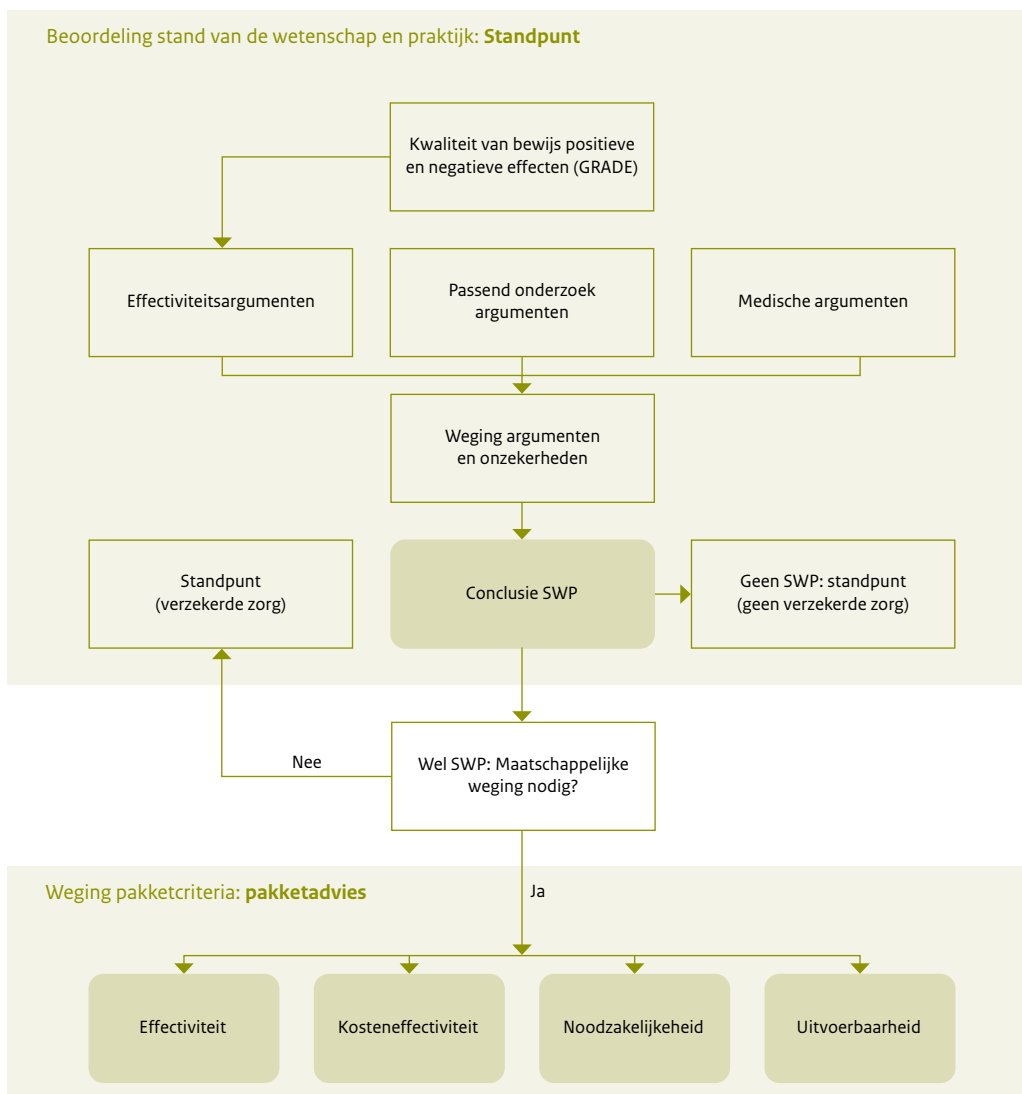 Beoordeling stand van de wetenschap en praktijk: Standpunt
Kwaliteit van bewijs positieve
en negatieve effecten (GRADE)
Effectiviteitsargumenten
Passend onderzoek
argumenten
Medische argumenten
Weging argumenten
en onzekerheden
Standpunt
(verzekerde zorg)
Conclusie SWP
Geen SWP: standpunt
(geen verzekerde zorg)
Nee
Wel SWP: Maatschappelijke
weging nodig?
Ja
Weging pakketcriteria: pakketadvies
Effectiviteit
Kosteneffectiviteit
Noodzakelijkeheid
Uitvoerbaarheid